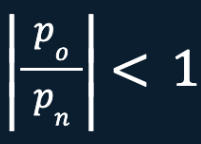 |p_o / p_n| < 1